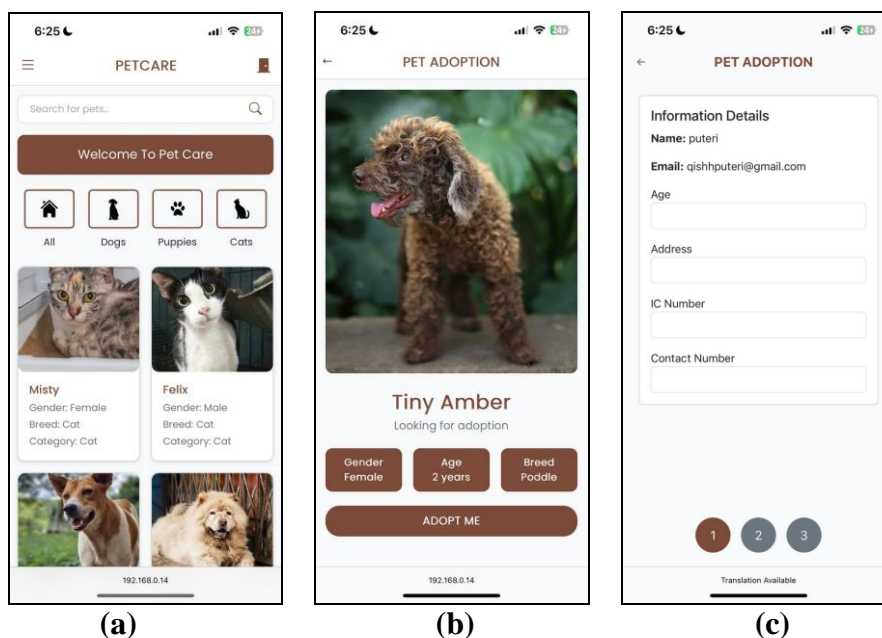 6:25
24
PETCARE
Search for pets..
Welcome To Pet Care
All Dogs Puppies Cats
Misty
Gender: Female
Breed: Cat
Category: Cat
Felix
Gender: Male
Breed: Cat
Category: Cat
192.168.0.14
(a)
6:25
24
PET ADOPTION
Tiny Amber
Looking for adoption
Gender
Female
Age
2 years
Breed
Poddle
ADOPT ME
192.168.0.14
(b)
6:25
24
PET ADOPTION
Information Details
Name: puteri
Email: qishhputeri@gmail.com
Age
Address
IC Number
Contact Number
1 2 3
Translation Available
(c)